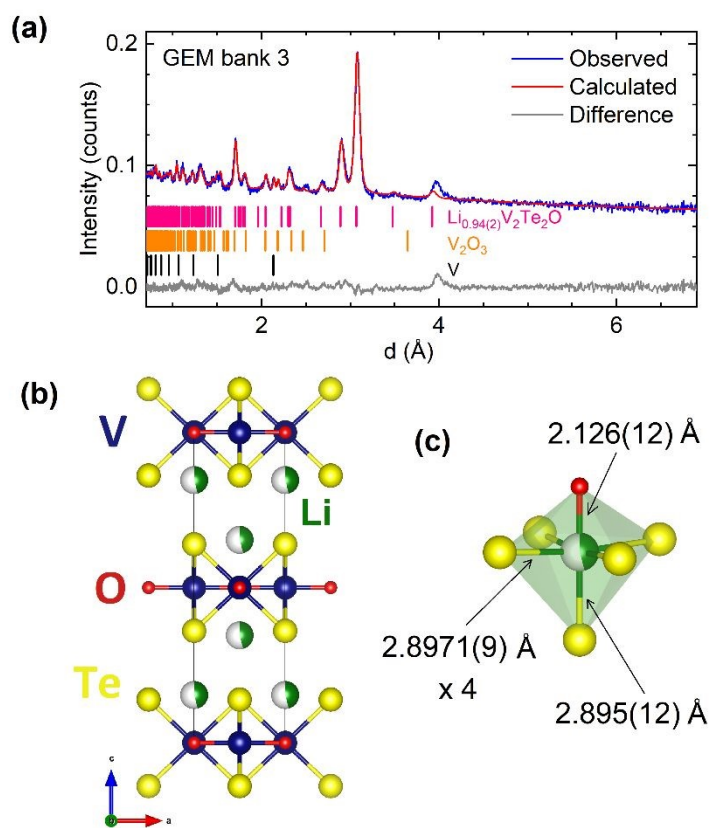 (a)
GEM bank 3
Observed
Calculated
Difference
Li0.94(2)V2Te2O
V2O3
V
Intensity (counts)
0.2
0.1
0.0
2
4
6
d (Å)
(b)
V
Li
O
Te
c
a
(c)
2.126(12) Å
2.8971(9) Å
x 4
2.895(12) Å